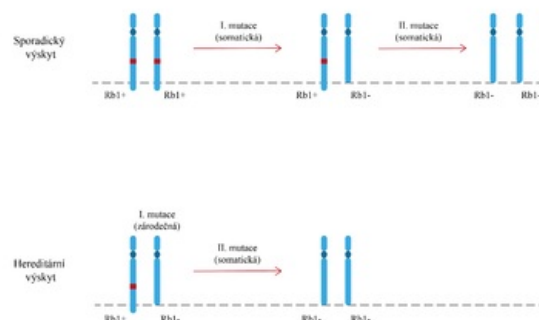 Sporadický
výskyt
I. mutace
(somatická)
II. mutace
(somatická)
Rb1+
Rb1+
Rb1+
Rb1-
Rb1-
Rb1-
I. mutace
(zárodečná)
Hereditární
výskyt
II. mutace
(somatická)
Rb1+
Rb1-
Rb1-
Rb1-